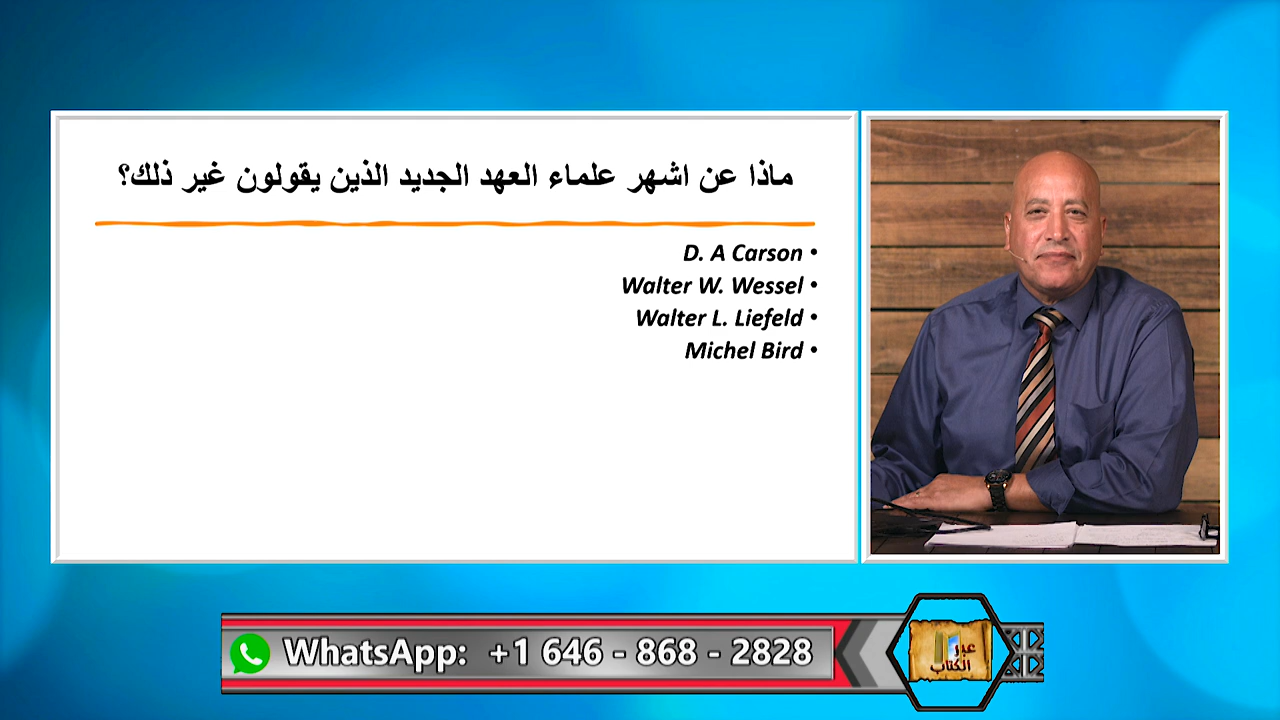 ماذا عن اشهر علماء العهد الجديد الذين يقولون غير ذلك؟
• D. A Carson
• Walter W. Wessel
• Walter L. Liefeld
• Michel Bird
WhatsApp: +1 646 - 868 - 2828
عبر
الكتاب